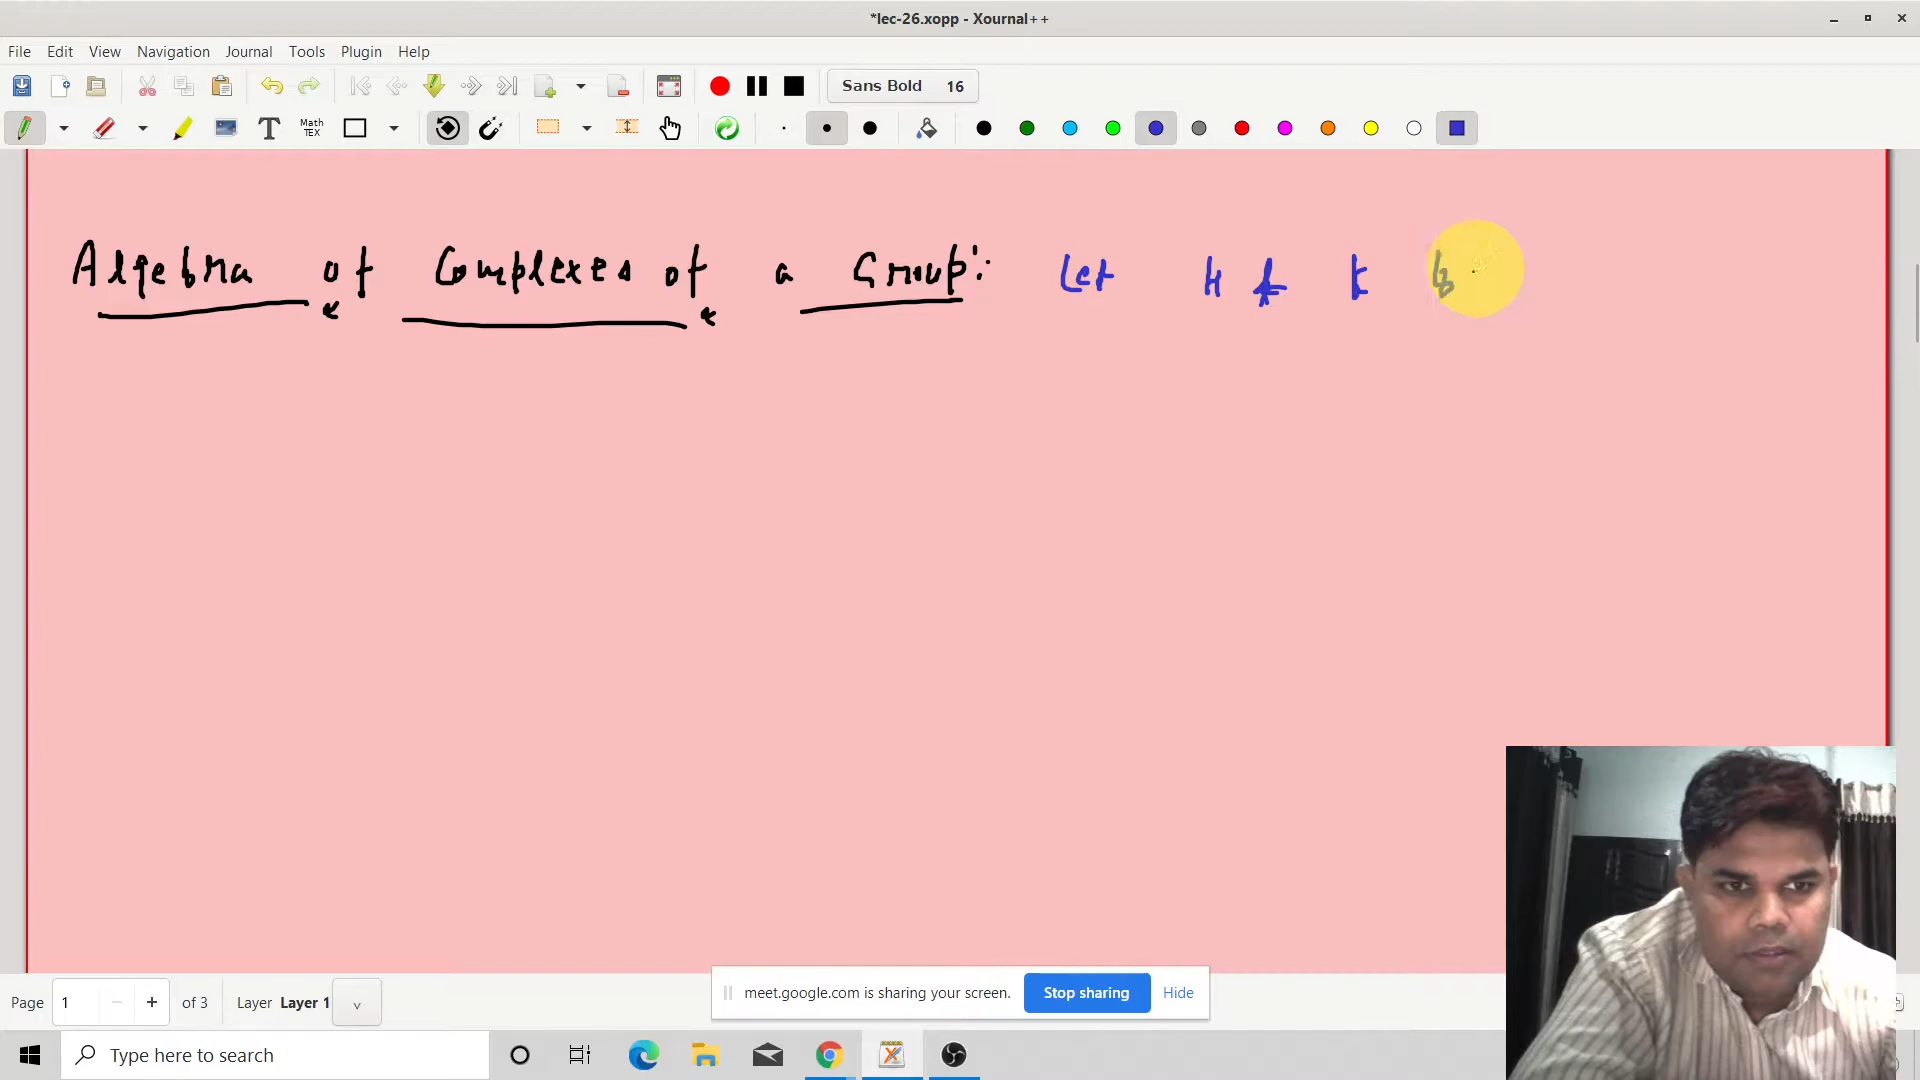 *lec-26.xopp - Xournal++
File Edit View Navigation Journal Tools Plugin Help
Sans Bold 16
Math
TEX
Algebra of Complexes of a Group: Let H & K b
Page 1 of 3 Layer Layer 1
meet.google.com is sharing your screen. Stop sharing Hide
Type here to search